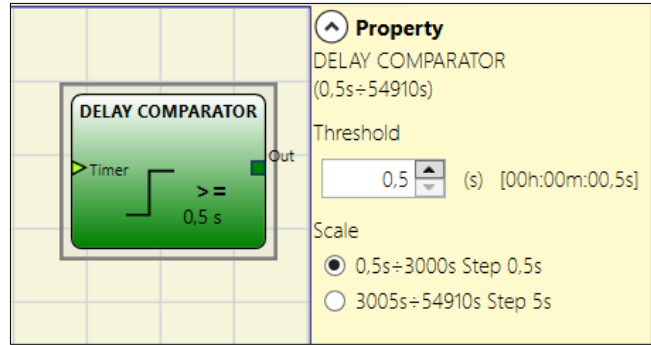 DELAY COMPARATOR
Timer
Out
>=
0,5 s
Property
DELAY COMPARATOR
(0,5s÷54910s)
Threshold
0,5 (s) [00h:00m:00,5s]
Scale
0,5s÷3000s Step 0,5s
3005s÷54910s Step 5s